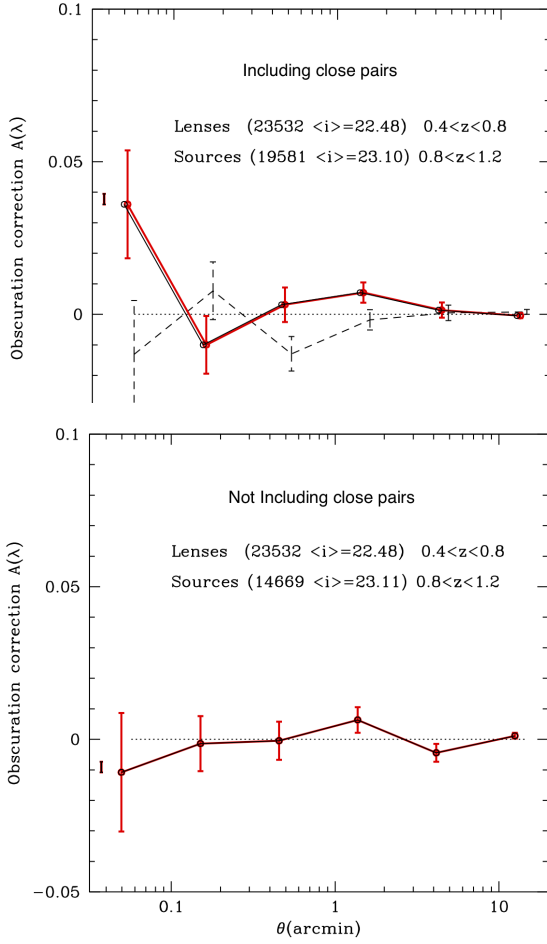 0.1
Including close pairs
Lenses (23532 <i>=22.48) 0.4<z<0.8
Sources (19581 <i>=23.10) 0.8<z<1.2
0.05
0
Obscuration correction A(λ)
0.1
Not Including close pairs
Lenses (23532 <i>=22.48) 0.4<z<0.8
Sources (14669 <i>=23.11) 0.8<z<1.2
0.05
0
−0.05
Obscuration correction A(λ)
0.1 1 10
θ(arcmin)